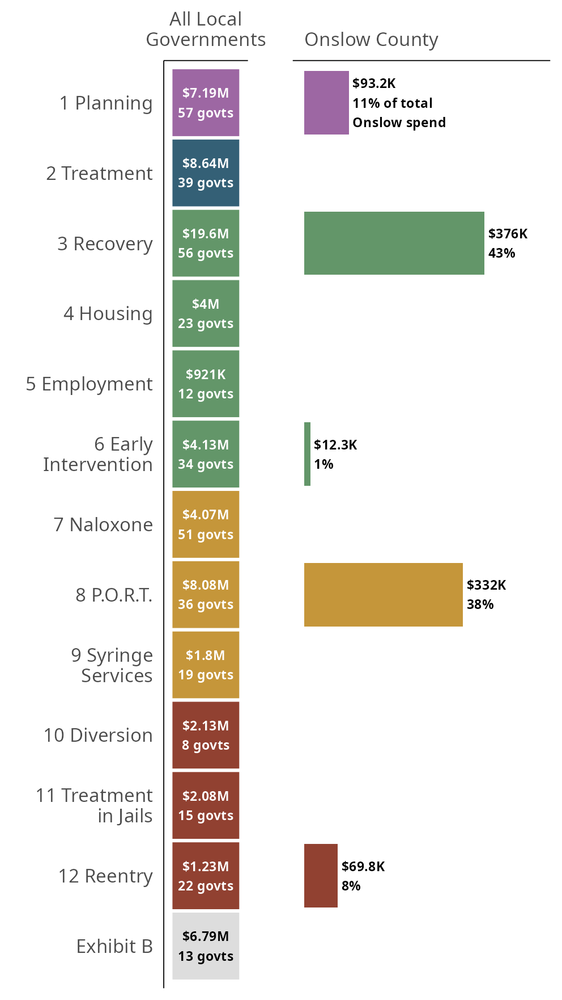 All Local
Governments
Onslow County
1 Planning
$7.19M
57 govts
$93.2K
11% of total
Onslow spend
2 Treatment
$8.64M
39 govts
3 Recovery
$19.6M
56 govts
$376K
43%
4 Housing
$4M
23 govts
5 Employment
$921K
12 govts
6 Early
Intervention
$4.13M
34 govts
$12.3K
1%
7 Naloxone
$4.07M
51 govts
8 P.O.R.T.
$8.08M
36 govts
$332K
38%
9 Syringe
Services
$1.8M
19 govts
10 Diversion
$2.13M
8 govts
11 Treatment
in Jails
$2.08M
15 govts
12 Reentry
$1.23M
22 govts
$69.8K
8%
Exhibit B
$6.79M
13 govts